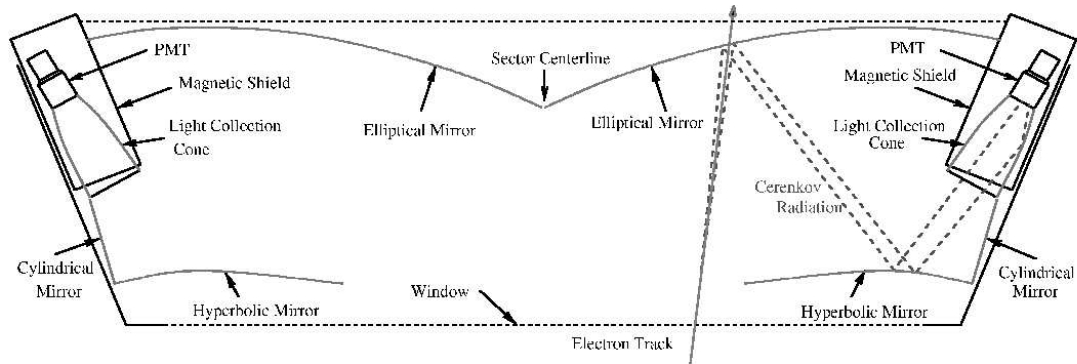 PMT
Magnetic Shield
Light Collection
Cone
Elliptical Mirror
Sector Centerline
Elliptical Mirror
PMT
Magnetic Shield
Light Collection
Cone
Cerenkov
Radiation
Cylindrical
Mirror
Hyperbolic Mirror
Window
Electron Track
Hyperbolic Mirror
Cylindrical
Mirror